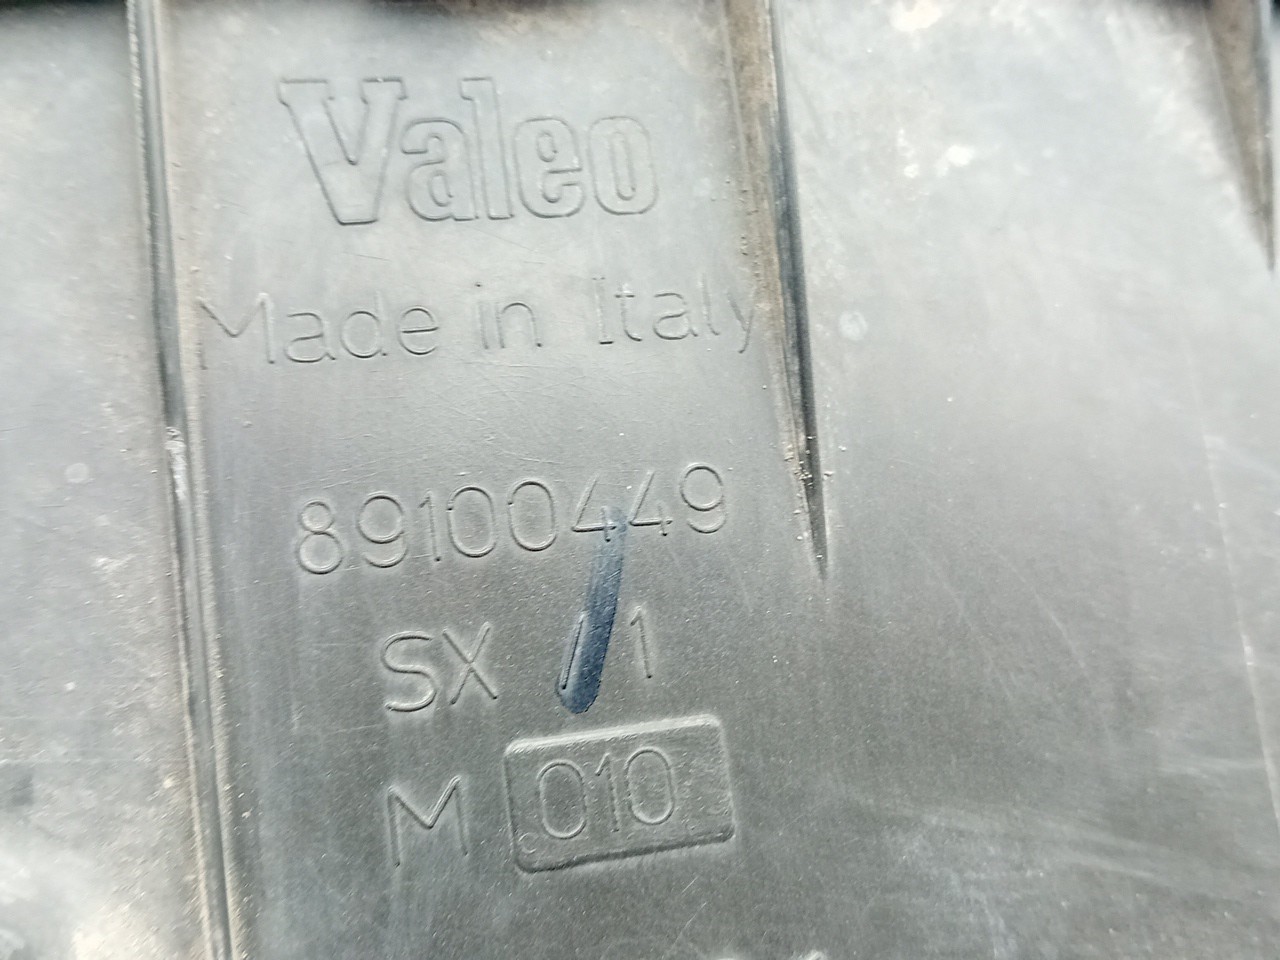 Valeo
Made in Italy
89100449
SX / 1
M 010